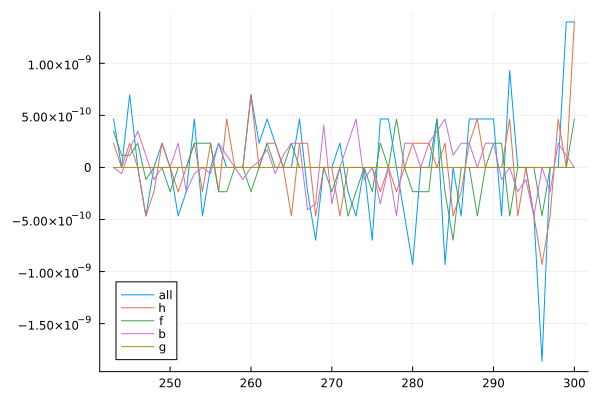 1.00×10⁻⁹
5.00×10⁻¹⁰
0
−5.00×10⁻¹⁰
−1.00×10⁻⁹
−1.50×10⁻⁹
all
h
f
b
g
250 260 270 280 290 300